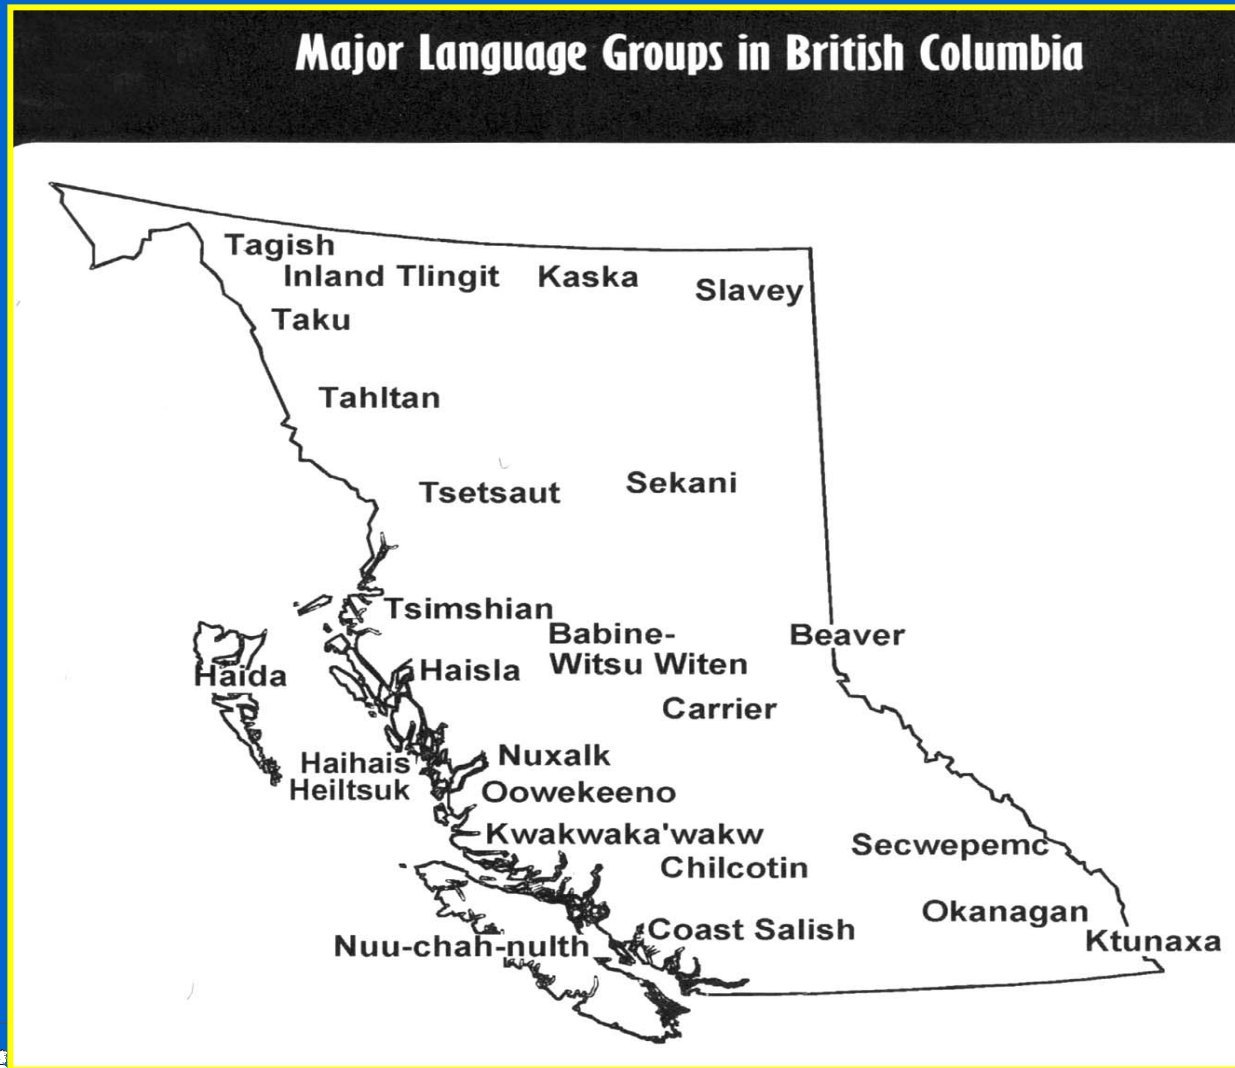 Major Language Groups in British Columbia
Tagish
Inland Tlingit
Kaska
Slavey
Taku
Tahltan
Tsetsaut
Sekani
Tsimshian
Babine-
Witsu Witen
Beaver
Haida
Haisla
Carrier
Haihais
Heiltsuk
Nuxalk
Oowekeeno
Kwakwaka'wakw
Chilcotin
Secwepemc
Okanagan
Coast Salish
Nuu-chah-nulth
Ktunaxa